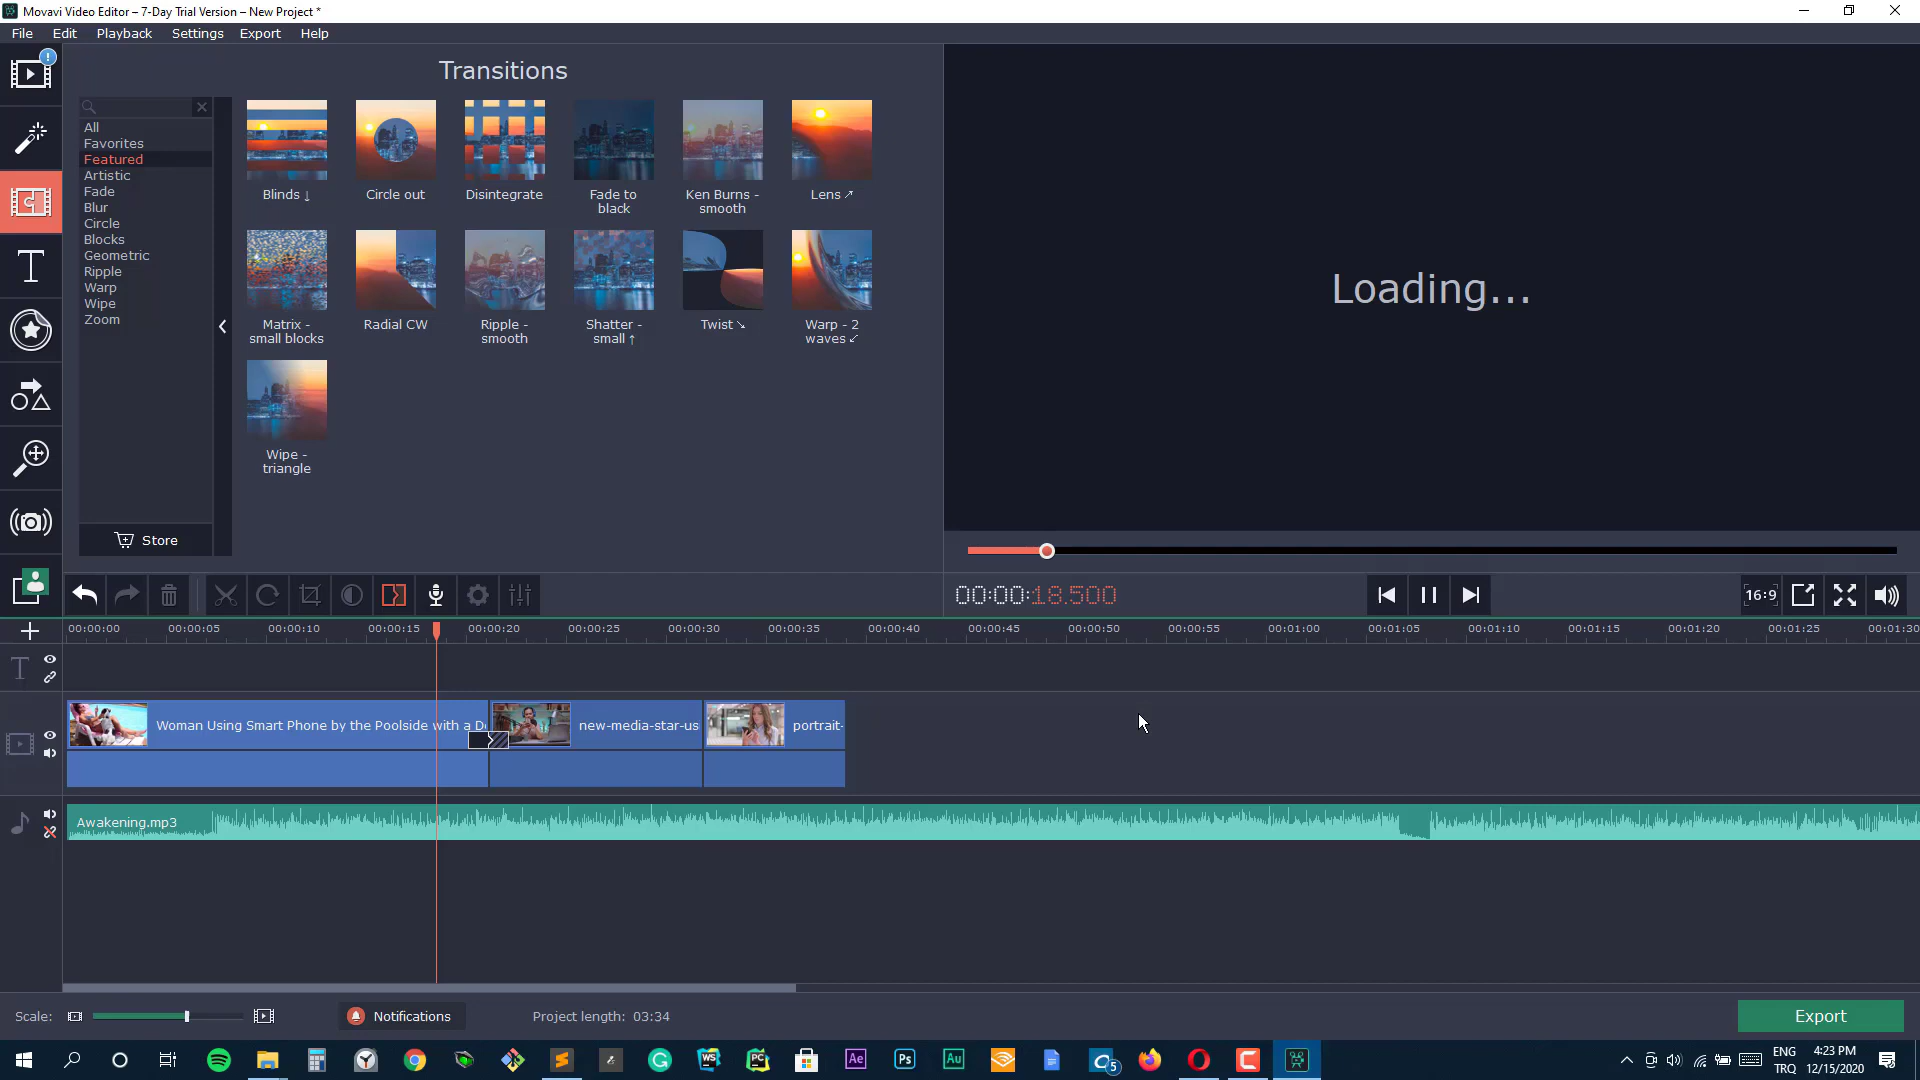 Movavi Video Editor – 7-Day Trial Version – New Project *
File Edit Playback Settings Export Help
Transitions
All
Favorites
Featured
Artistic
Fade
Blur
Circle
Blocks
Geometric
Ripple
Warp
Wipe
Zoom
Store
Blinds ↓
Circle out
Disintegrate
Fade to
black
Ken Burns -
smooth
Lens ↗
Matrix -
small blocks
Radial CW
Ripple -
smooth
Shatter -
small ↑
Twist ↘
Warp - 2
waves ↙
Wipe -
triangle
Loading...
00:00:18.500
16:9
00:00:00 00:00:05 00:00:10 00:00:15 00:00:20 00:00:25 00:00:30 00:00:35 00:00:40 00:00:45 00:00:50 00:00:55 00:01:00 00:01:05 00:01:10 00:01:15 00:01:20 00:01:25 00:01:30
T
Woman Using Smart Phone by the Poolside with a D
new-media-star-us
portrait-
Awakening.mp3
Scale:
Notifications
Project length: 03:34
Export
WS
PC
Ae
Ps
Au
5
ENG
TRQ
4:23 PM
12/15/2020